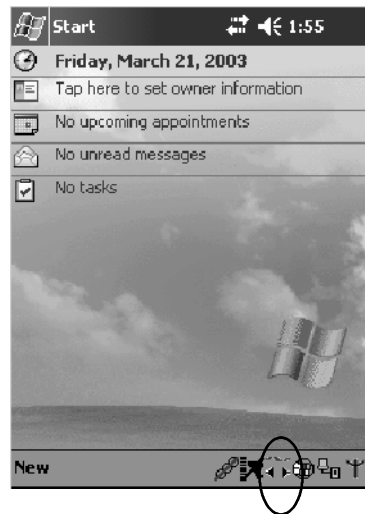 Start 1:55
Friday, March 21, 2003
Tap here to set owner information
No upcoming appointments
No unread messages
No tasks
New